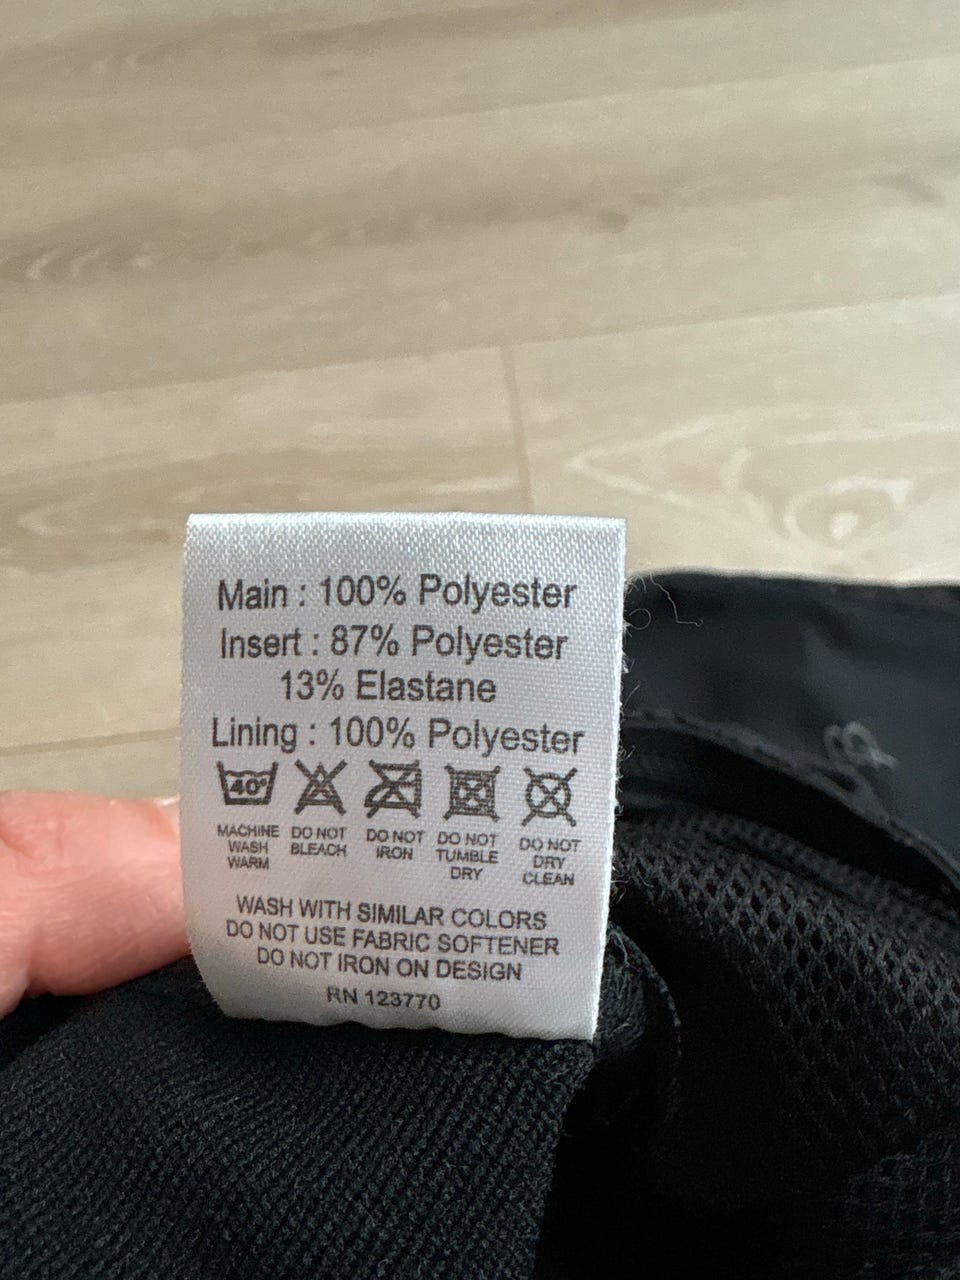 Main : 100% Polyester
Insert : 87% Polyester
13% Elastane
Lining : 100% Polyester
40°
MACHINE WASH WARM
DO NOT BLEACH
DO NOT IRON
DO NOT TUMBLE DRY
DO NOT DRY CLEAN
WASH WITH SIMILAR COLORS
DO NOT USE FABRIC SOFTENER
DO NOT IRON ON DESIGN
RN 123770